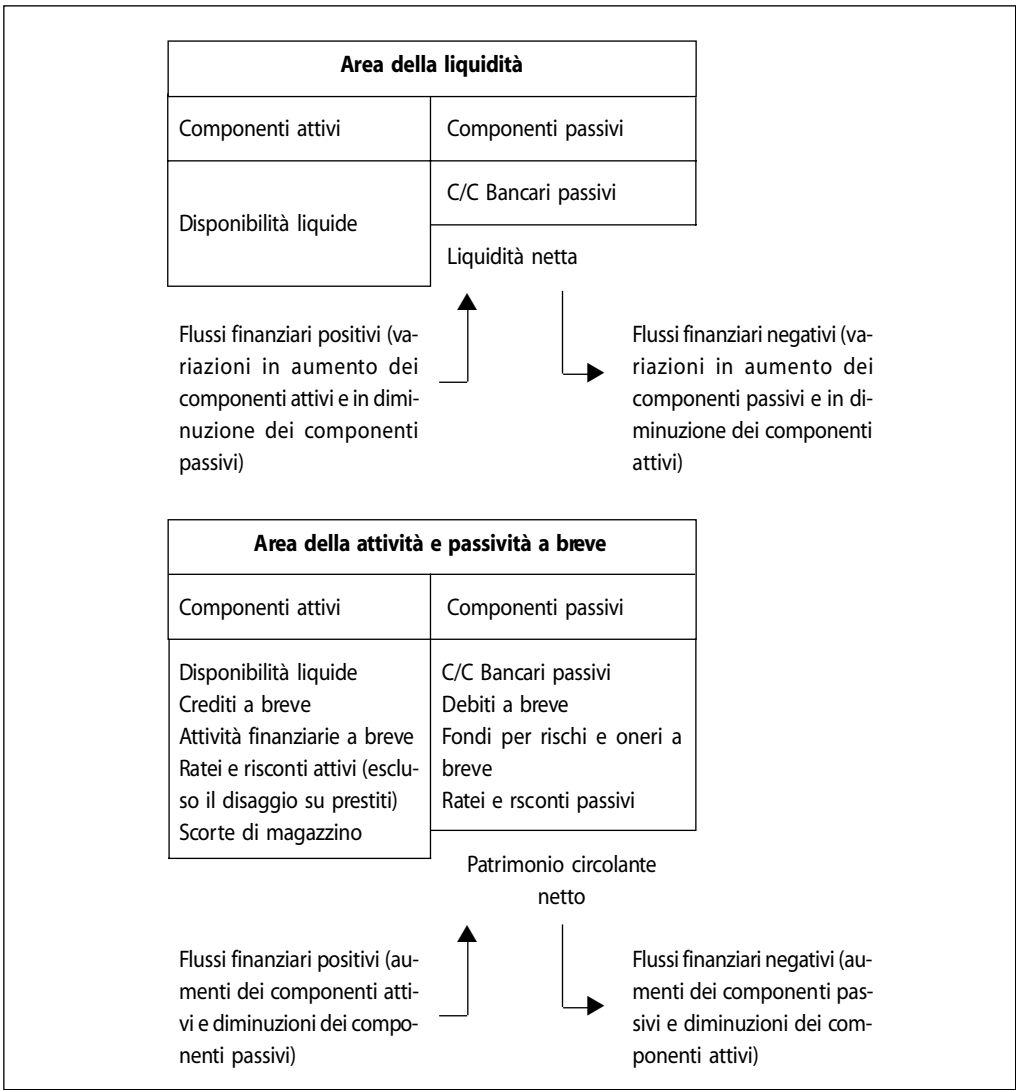 Area della liquidità
Componenti attivi
Componenti passivi
Disponibilità liquide
C/C Bancari passivi
Liquidità netta
Flussi finanziari positivi (va-
riazioni in aumento dei
componenti attivi e in dimi-
nuzione dei componenti
passivi)
Flussi finanziari negativi (va-
riazioni in aumento dei
componenti passivi e in di-
minuzione dei componenti
attivi)
Area della attività e passività a breve
Componenti attivi
Componenti passivi
Disponibilità liquide
Crediti a breve
Attività finanziarie a breve
Ratei e risconti attivi (esclu-
so il disaggio su prestiti)
Scorte di magazzino
C/C Bancari passivi
Debiti a breve
Fondi per rischi e oneri a
breve
Ratei e rsconti passivi
Patrimonio circolante
netto
Flussi finanziari positivi (au-
menti dei componenti atti-
vi e diminuzioni dei compo-
nenti passivi)
Flussi finanziari negativi (au-
menti dei componenti pas-
sivi e diminuzioni dei com-
ponenti attivi)